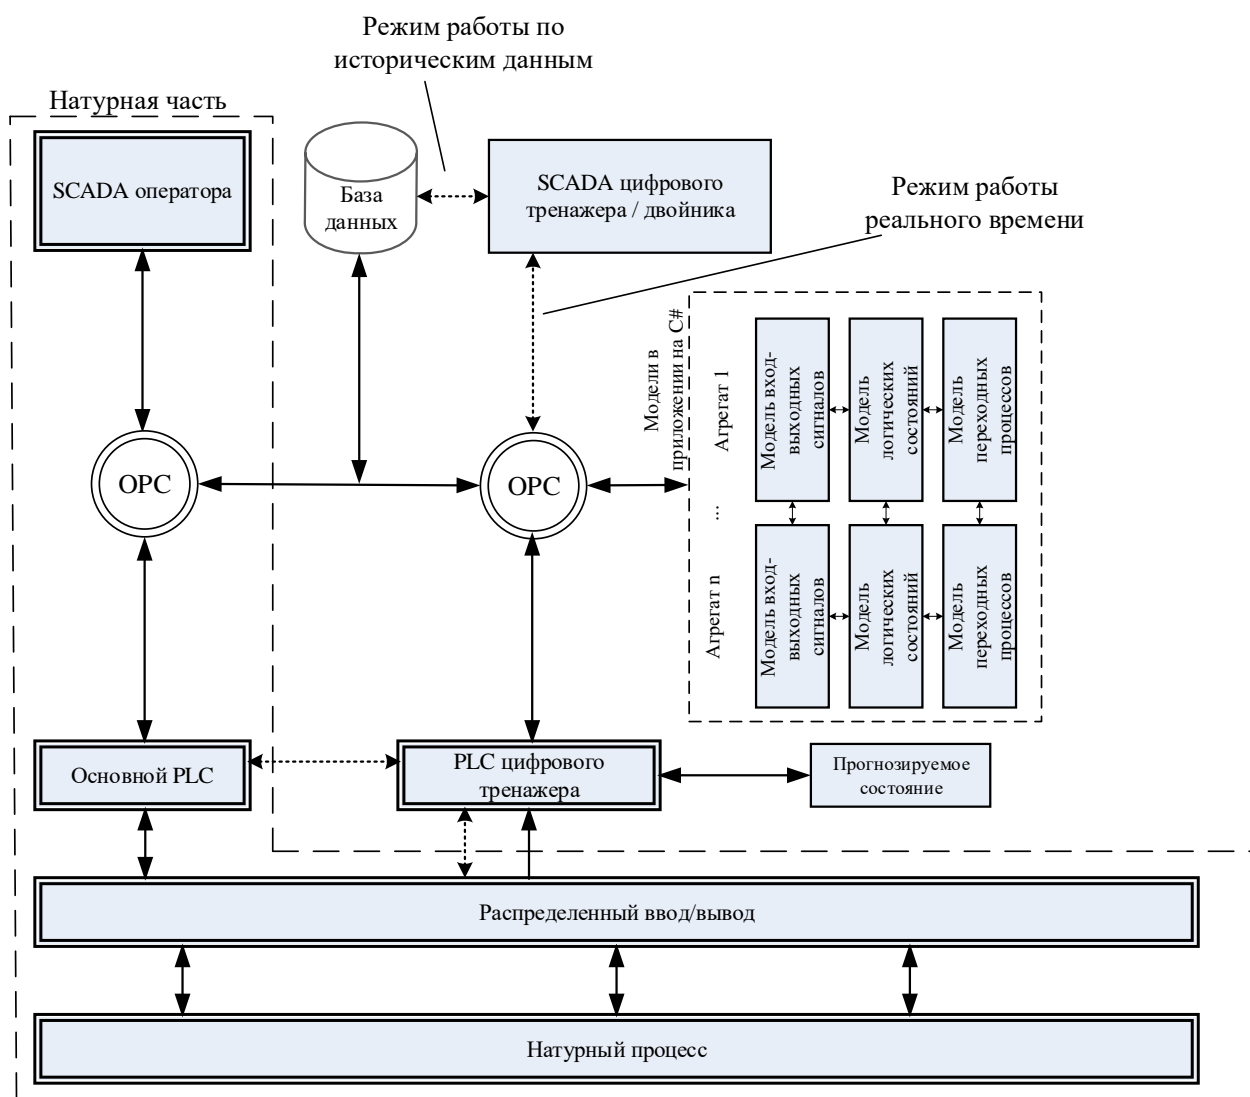 Режим работы по
историческим данным
Натурная часть
SCADA оператора
База
данных
SCADA цифрового
тренажера / двойника
Режим работы
реального времени
Модели в
приложении на C#
Агрегат 1
Модель вход-
выходных
сигналов
Модель
логических
состояний
Модель
переходных
процессов
OPC
OPC
...
Агрегат n
Модель вход-
выходных
сигналов
Модель
логических
состояний
Модель
переходных
процессов
Основной PLC
PLC цифрового
тренажера
Прогнозируемое
состояние
Распределенный ввод/вывод
Натурный процесс